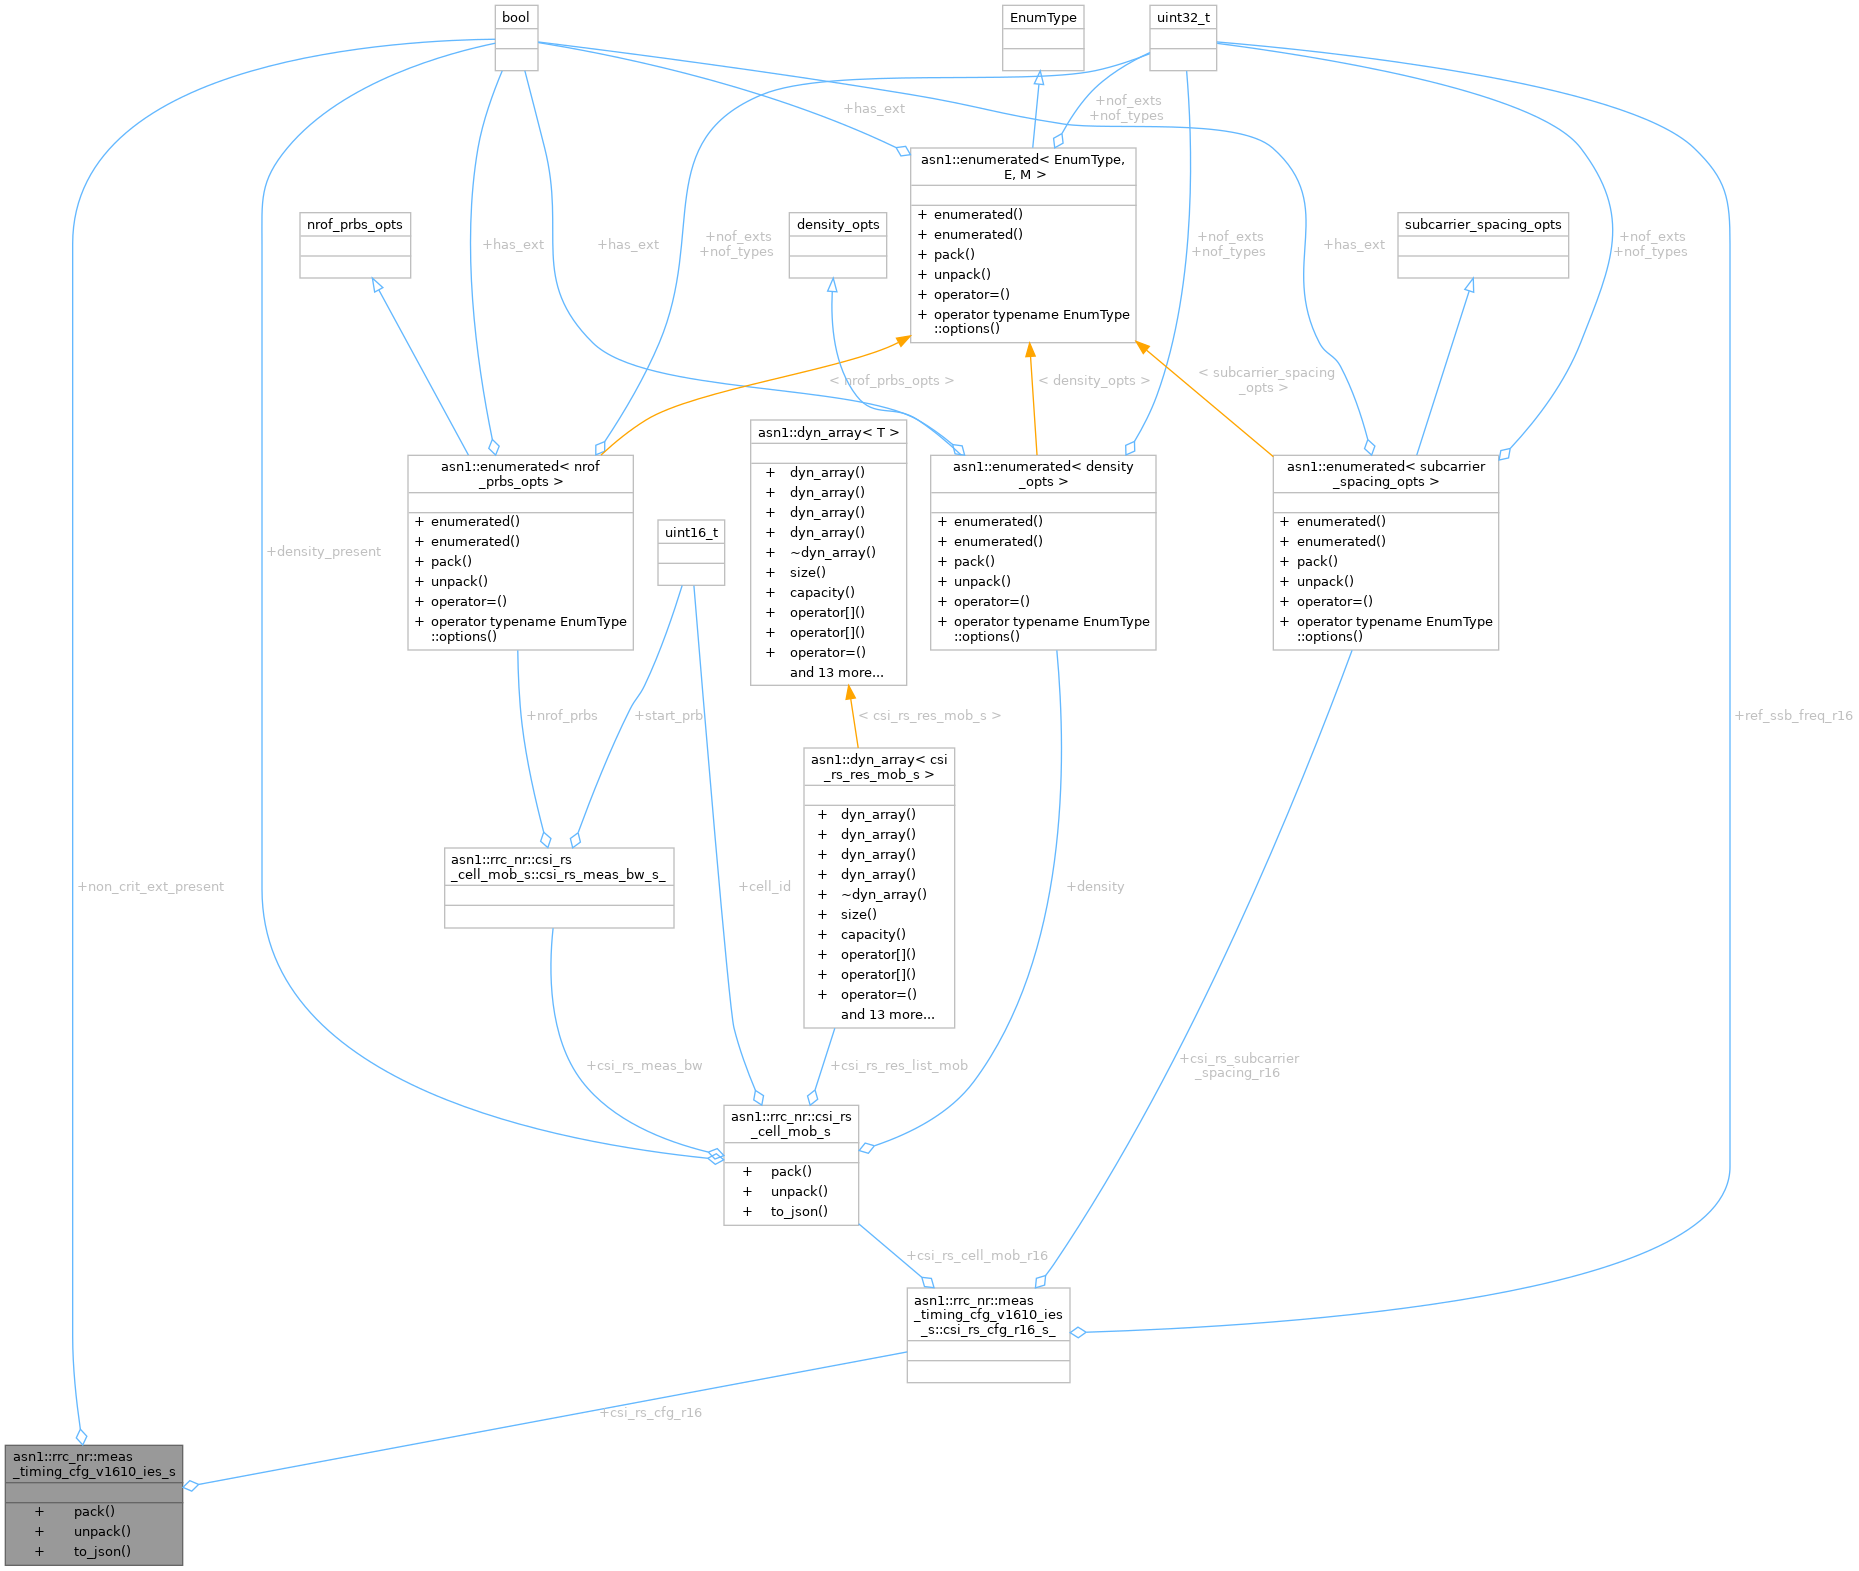 bool
EnumType
uint32_t
+has_ext
+nof_exts
+nof_types
asn1::enumerated< EnumType,
E, M >
+ enumerated()
+ enumerated()
+ pack()
+ unpack()
+ operator=()
+ operator typename EnumType
::options()
nrof_prbs_opts
density_opts
subcarrier_spacing_opts
+has_ext
+has_ext
+nof_exts
+nof_types
+nof_exts
+nof_types
+has_ext
+nof_exts
+nof_types
< nrof_prbs_opts >
< density_opts >
< subcarrier_spacing
_opts >
asn1::dyn_array< T >
+ dyn_array()
+ dyn_array()
+ dyn_array()
+ dyn_array()
+ ~dyn_array()
+ size()
+ capacity()
+ operator[]()
+ operator[]()
+ operator=()
and 13 more...
asn1::enumerated< nrof
_prbs_opts >
+ enumerated()
+ enumerated()
+ pack()
+ unpack()
+ operator=()
+ operator typename EnumType
::options()
asn1::enumerated< density
_opts >
+ enumerated()
+ enumerated()
+ pack()
+ unpack()
+ operator=()
+ operator typename EnumType
::options()
asn1::enumerated< subcarrier
_spacing_opts >
+ enumerated()
+ enumerated()
+ pack()
+ unpack()
+ operator=()
+ operator typename EnumType
::options()
uint16_t
+density_present
+nrof_prbs
+start_prb
< csi_rs_res_mob_s >
+ref_ssb_freq_r16
asn1::dyn_array< csi
_rs_res_mob_s >
+ dyn_array()
+ dyn_array()
+ dyn_array()
+ dyn_array()
+ ~dyn_array()
+ size()
+ capacity()
+ operator[]()
+ operator[]()
+ operator=()
and 13 more...
asn1::rrc_nr::csi_rs
_cell_mob_s::csi_rs_meas_bw_s_
+non_crit_ext_present
+cell_id
+density
+csi_rs_meas_bw
+csi_rs_res_list_mob
+csi_rs_subcarrier
_spacing_r16
asn1::rrc_nr::csi_rs
_cell_mob_s
+ pack()
+ unpack()
+ to_json()
+csi_rs_cell_mob_r16
asn1::rrc_nr::meas
_timing_cfg_v1610_ies
_s::csi_rs_cfg_r16_s_
+csi_rs_cfg_r16
asn1::rrc_nr::meas
_timing_cfg_v1610_ies_s
+ pack()
+ unpack()
+ to_json()